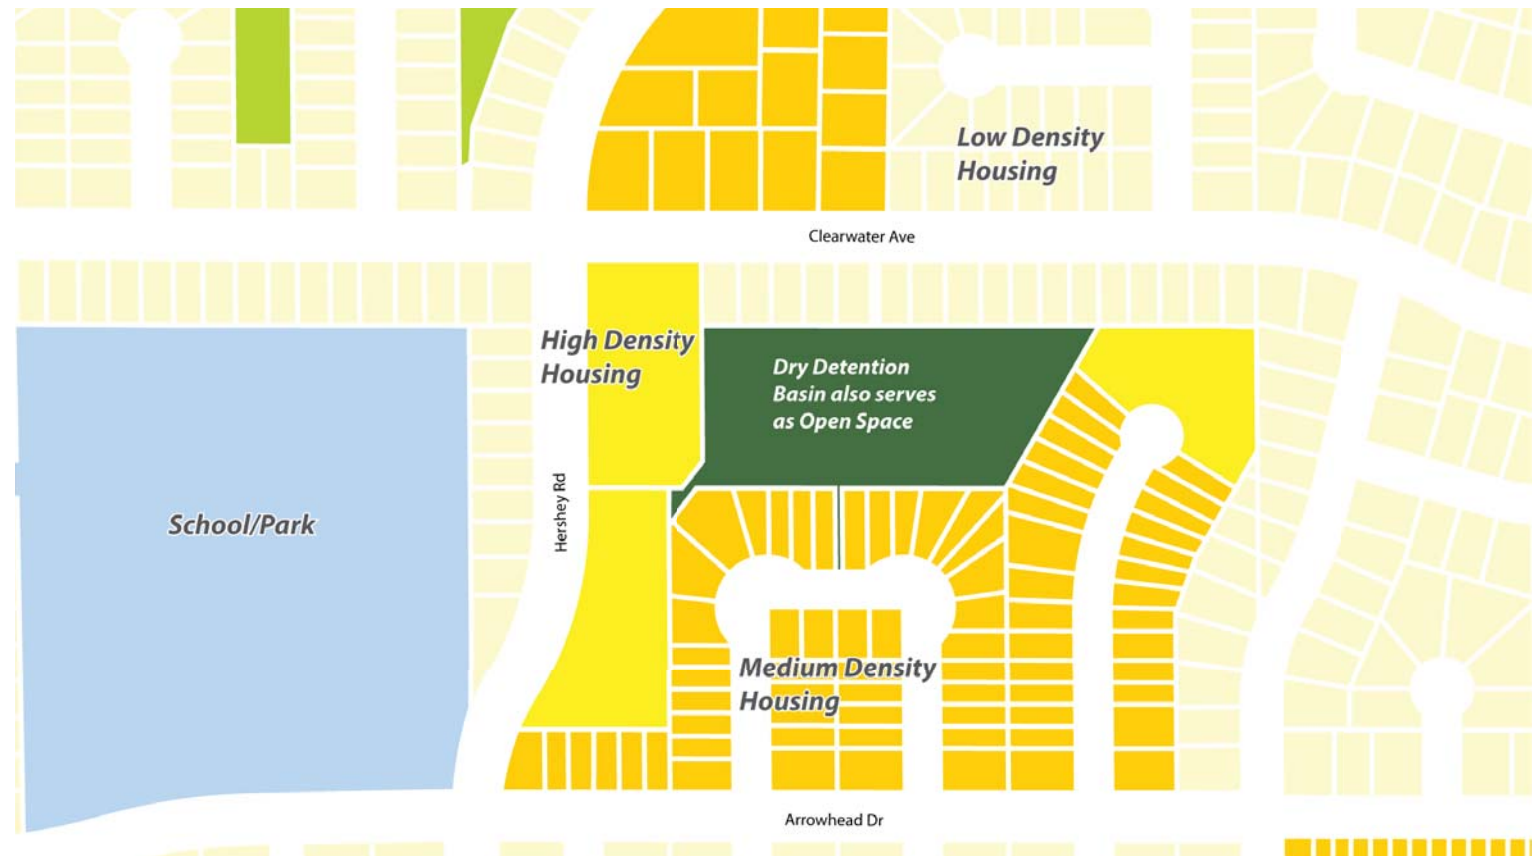 Low Density
Housing
Clearwater Ave
High Density
Housing
Dry Detention
Basin also serves
as Open Space
Hershey Rd
School/Park
Medium Density
Housing
Arrowhead Dr